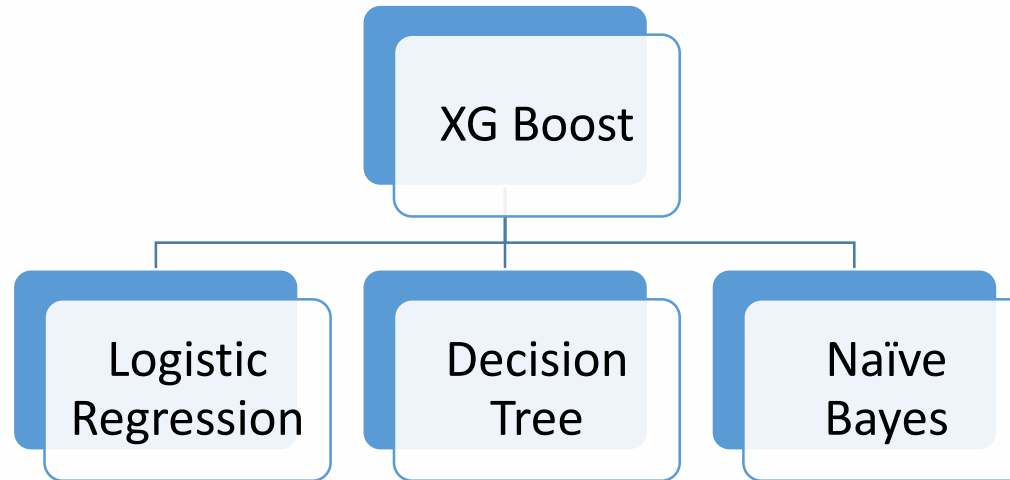 XG Boost
Logistic
Regression
Decision
Tree
Naïve
Bayes